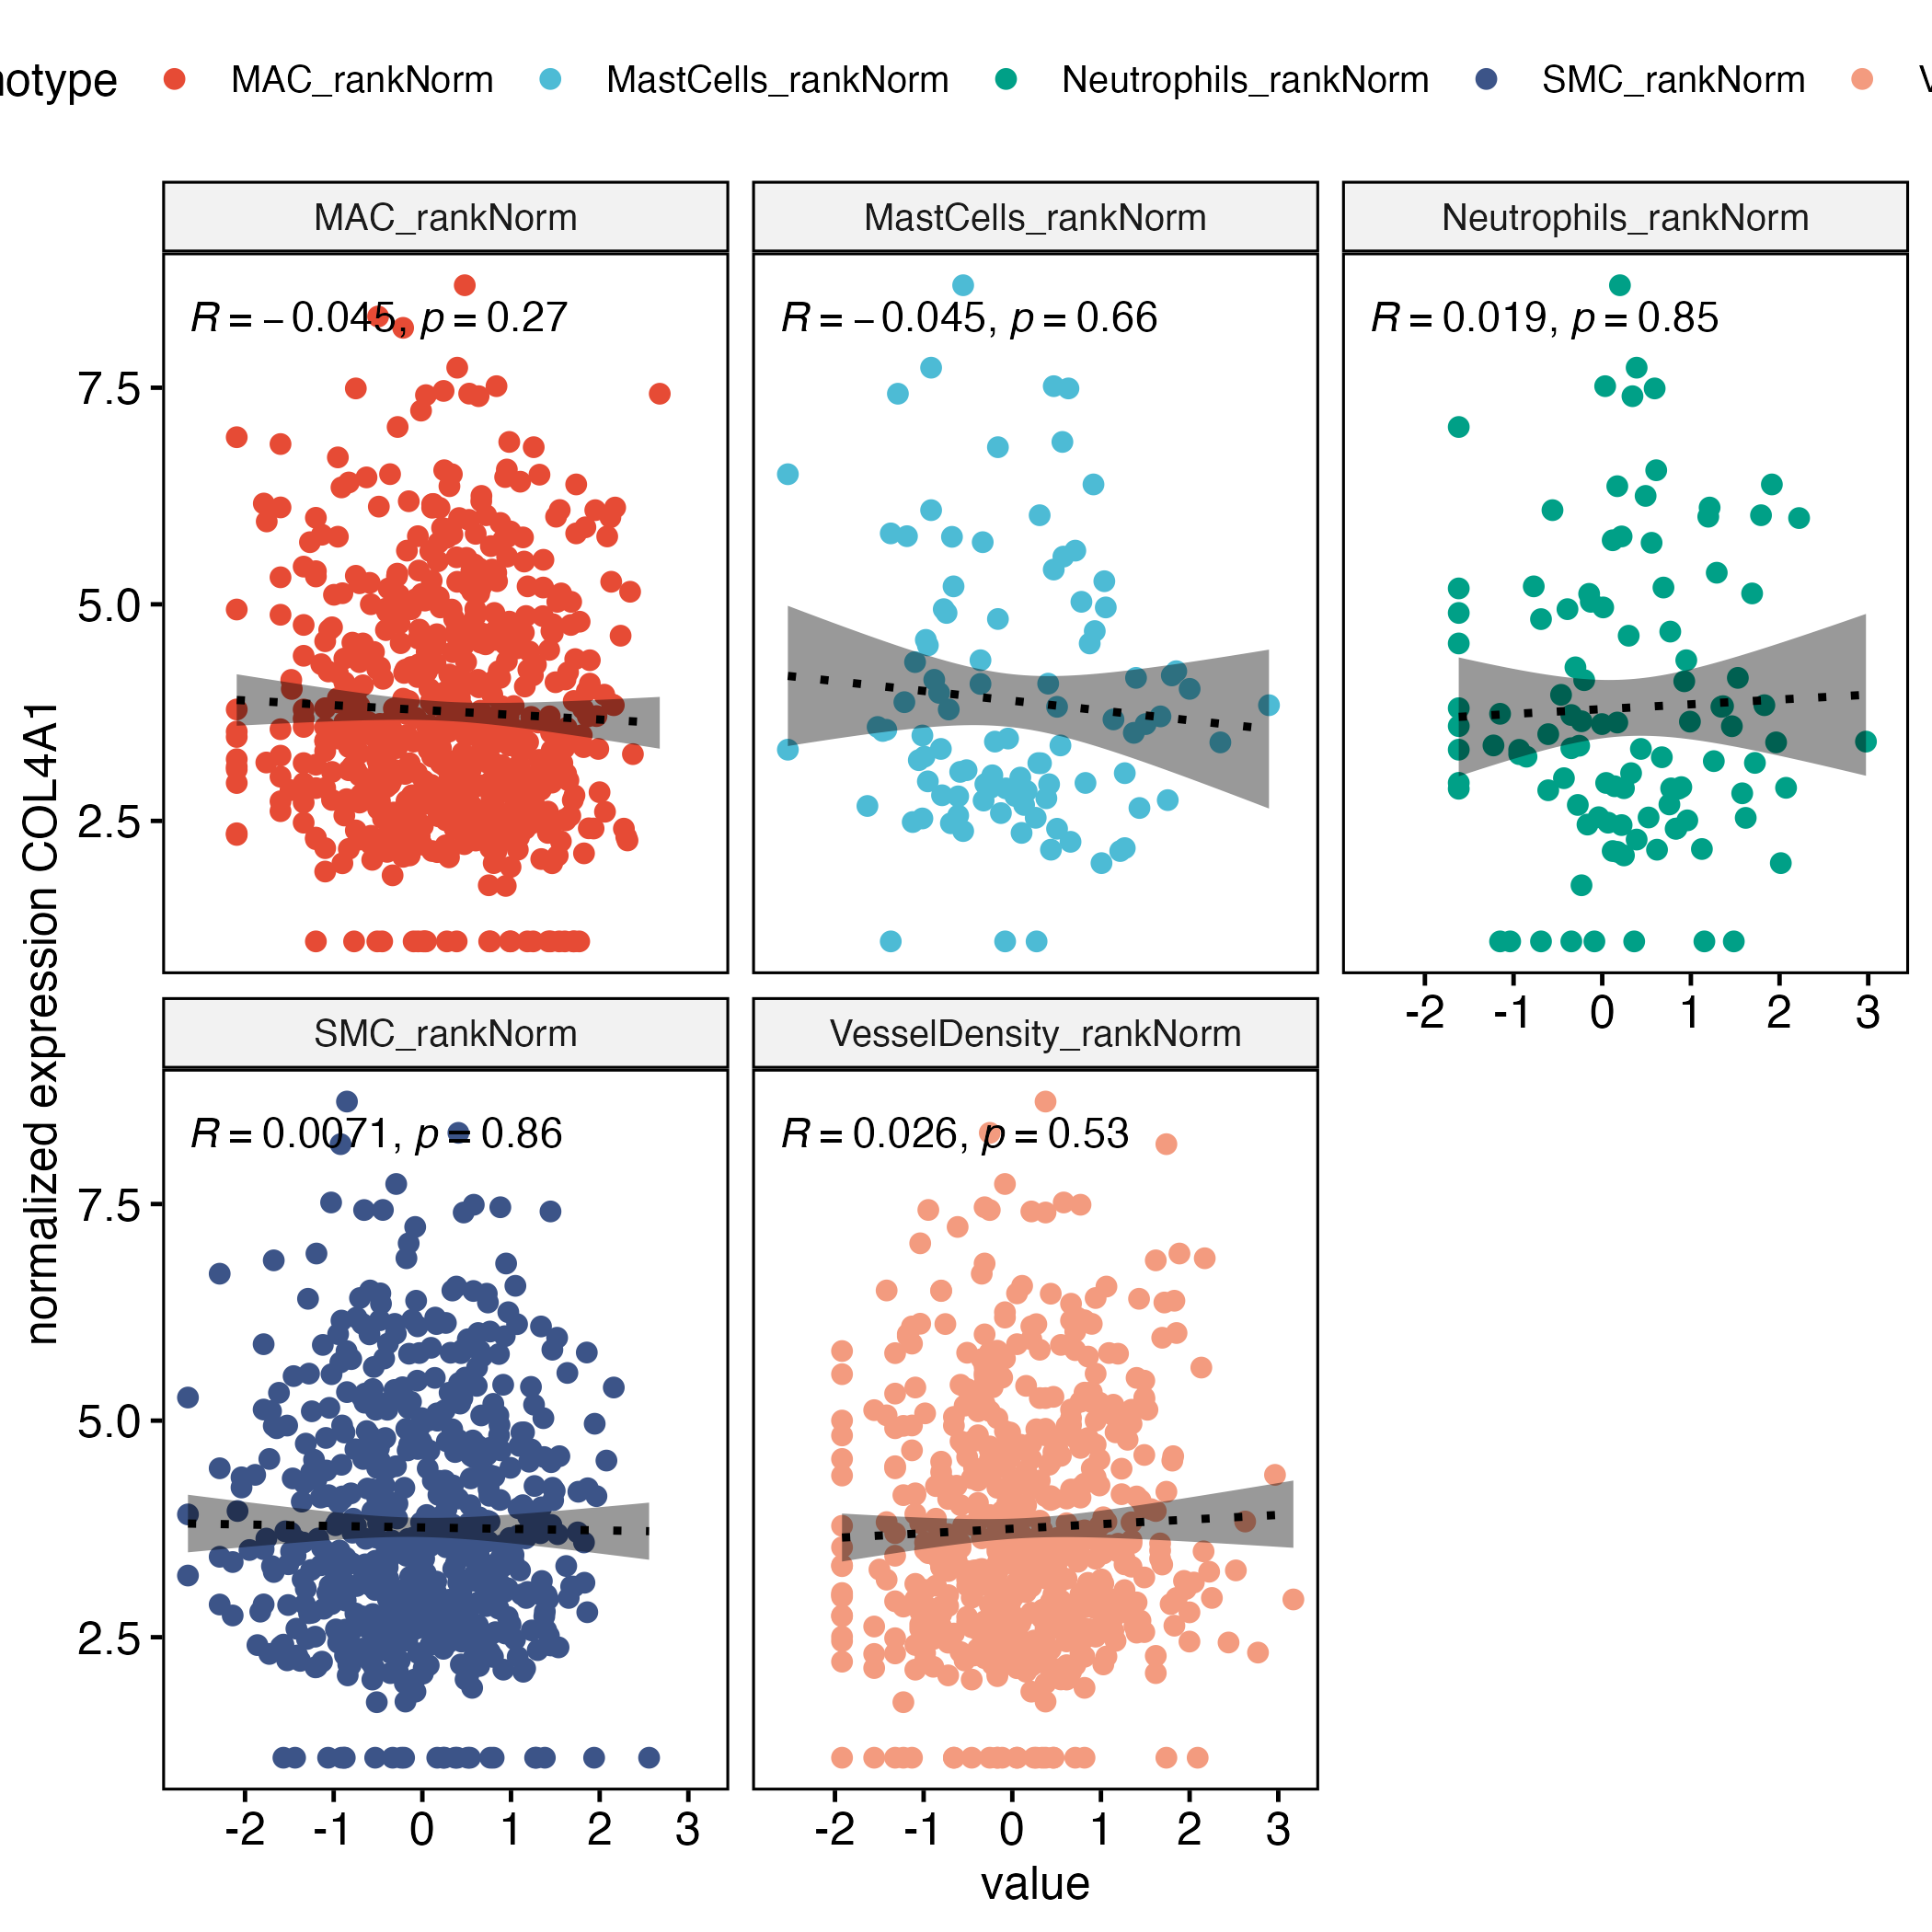 notype MAC_rankNorm MastCells_rankNorm Neutrophils_rankNorm SMC_rankNorm V
MAC_rankNorm MastCells_rankNorm Neutrophils_rankNorm
R = −0.045, p = 0.27 R = −0.045, p = 0.66 R = 0.019, p = 0.85
7.5
5.0
2.5
-2 -1 0 1 2 3
normalized expression COL4A1
SMC_rankNorm VesselDensity_rankNorm
R = 0.0071, p = 0.86 R = 0.026, p = 0.53
7.5
5.0
2.5
-2 -1 0 1 2 3 -2 -1 0 1 2 3
value